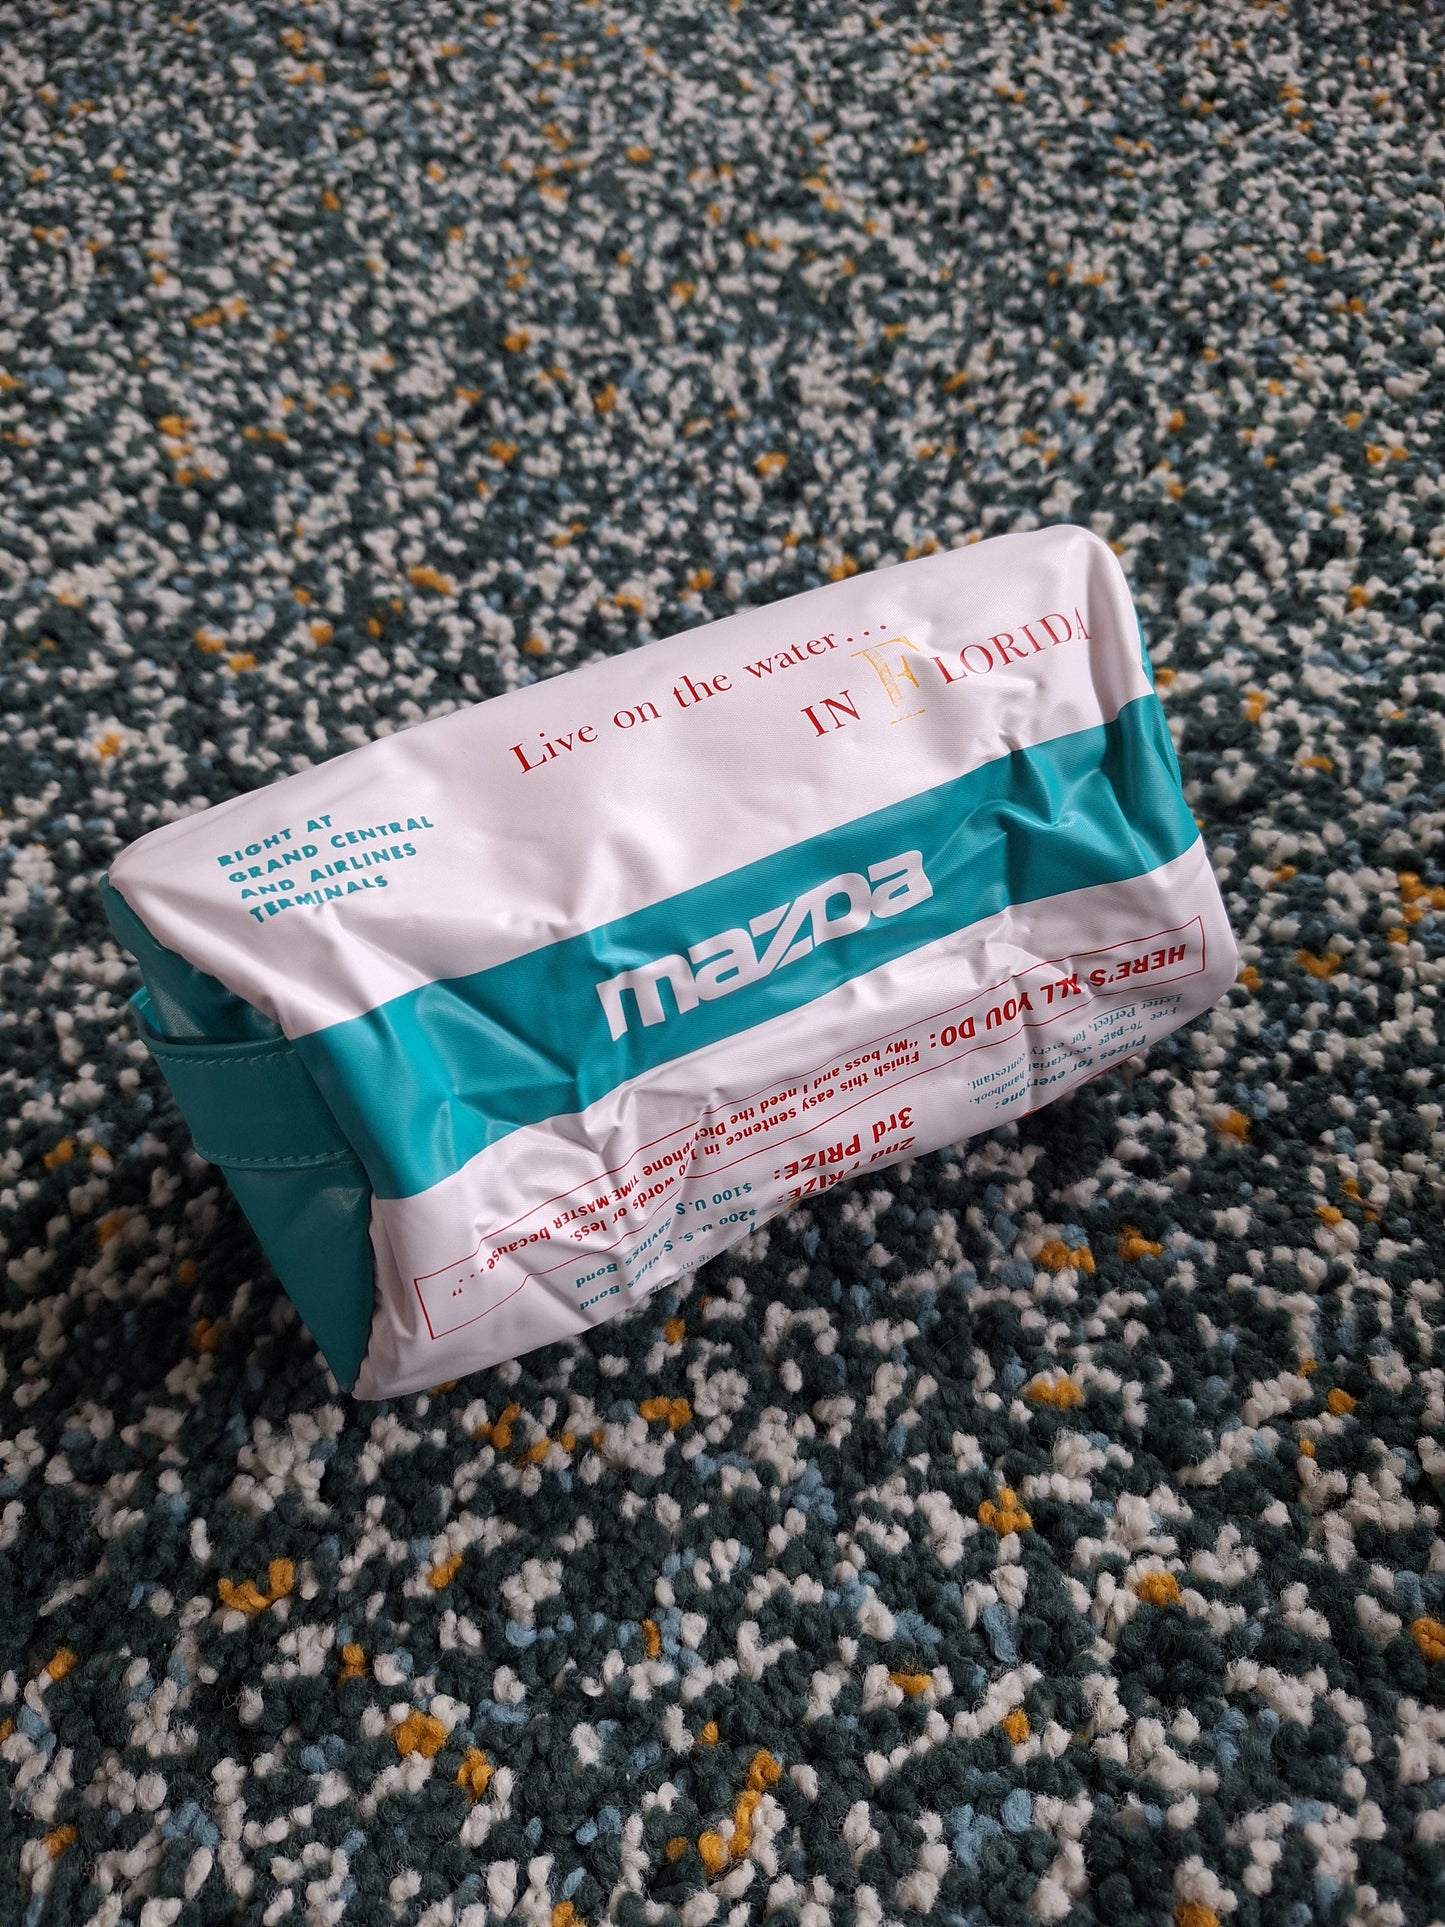 RIGHT AT
GRAND CENTRAL
AND AIRLINES
TERMINALS
Live on the water...
IN FLORIDA
mazda
HERE'S ALL YOU DO:
Finish this easy sentence in words or less.
"My boss and I need the Dictaphone TIME-MASTER because..."
Prizes for everyone:
Free 76-page secretarial handbook,
Letter Perfect, for every contestant.
2nd PRIZE:
$200 U. S. Savings Bond
3rd PRIZE:
$100 U. S. Savings Bond